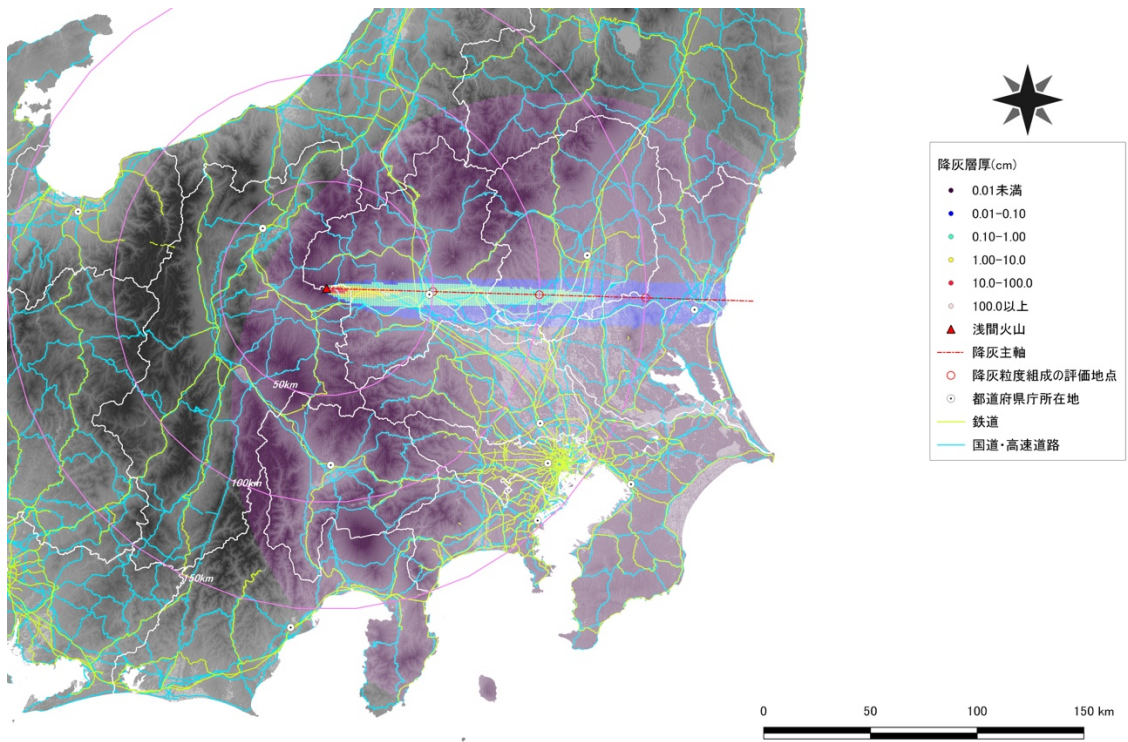 降灰層厚(cm)
0.01未満
0.01-0.10
0.10-1.00
1.00-10.0
10.0-100.0
100.0以上
浅間火山
降灰主軸
降灰粒度組成の評価地点
都道府県庁所在地
鉄道
国道・高速道路
50km
100km
150km
0 50 100 150 km